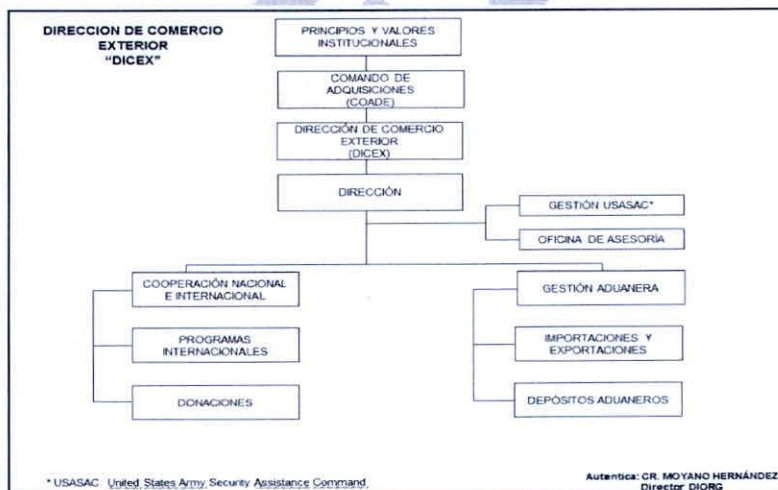 DIRECCION DE COMERCIO
EXTERIOR
"DICEX"
PRINCIPIOS Y VALORES
INSTITUCIONALES
COMANDO DE
ADQUISICIONES
(COADE)
DIRECCIÓN DE COMERCIO
EXTERIOR
(DICEX)
DIRECCIÓN
GESTIÓN USASAC*
OFICINA DE ASESORÍA
COOPERACIÓN NACIONAL
E INTERNACIONAL
GESTIÓN ADUANERA
PROGRAMAS
INTERNACIONALES
IMPORTACIONES Y
EXPORTACIONES
DONACIONES
DEPÓSITOS ADUANEROS
* USASAC United States Army Security Assistance Command
Autentica: CR. MOYANO HERNÁNDEZ
Director DIORG